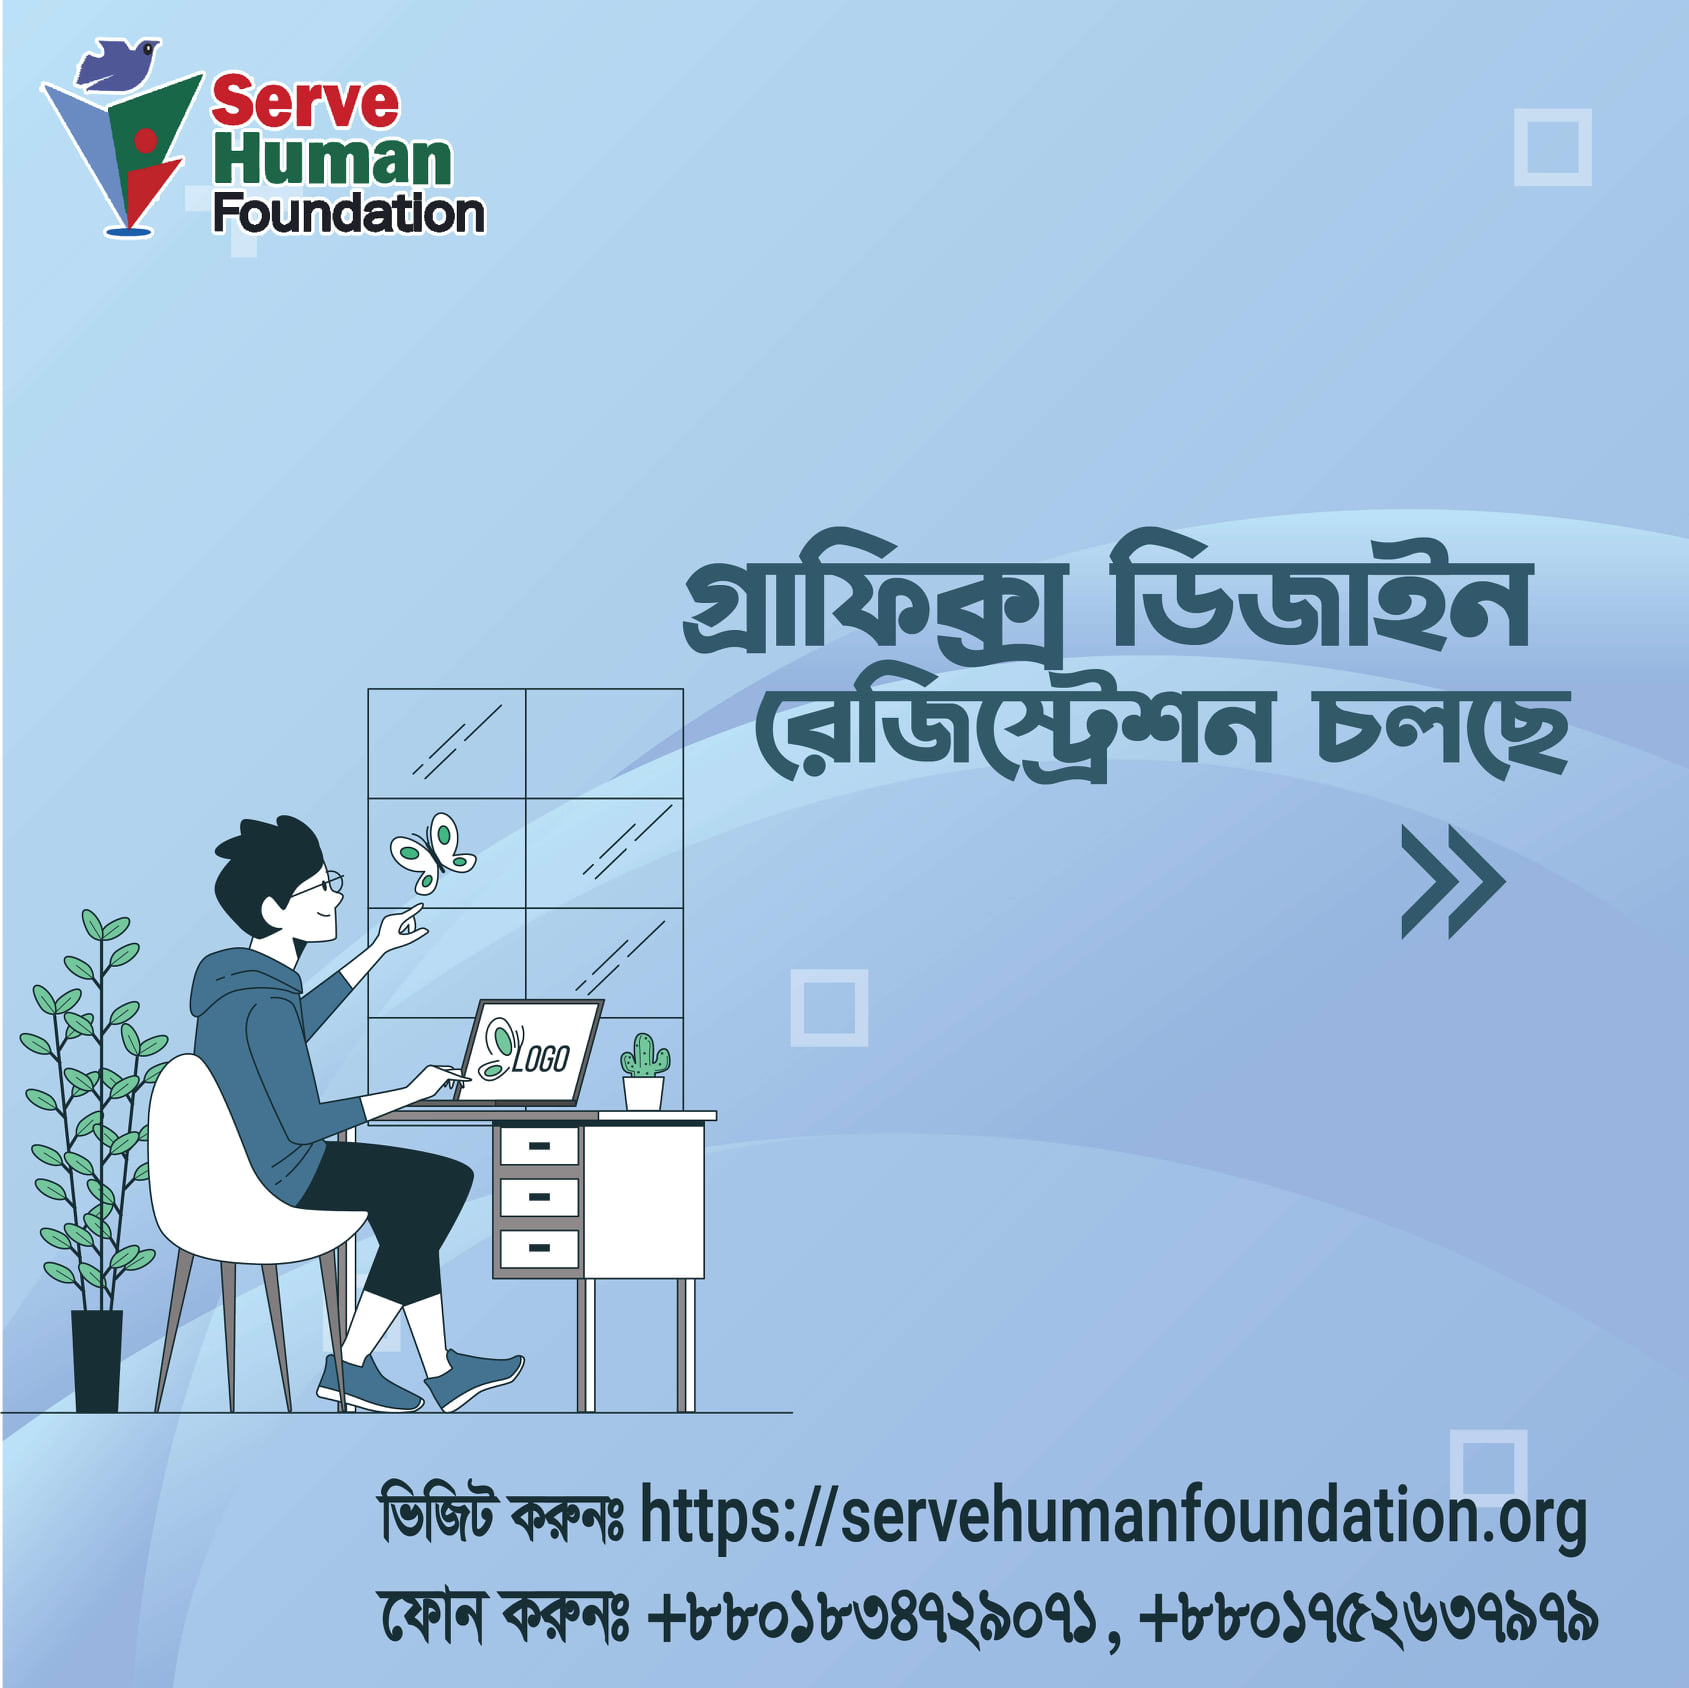 Serve
Human
Foundation
গ্রাফিক্স ডিজাইন
রেজিস্ট্রেশন চলছে
LOGO
ভিজিট করুনঃ https://servehumanfoundation.org
ফোন করুনঃ +৮৮০১৮৩৪৭২৯০৭১, +৮৮০১৭৫২৬৩৭৯৭৯